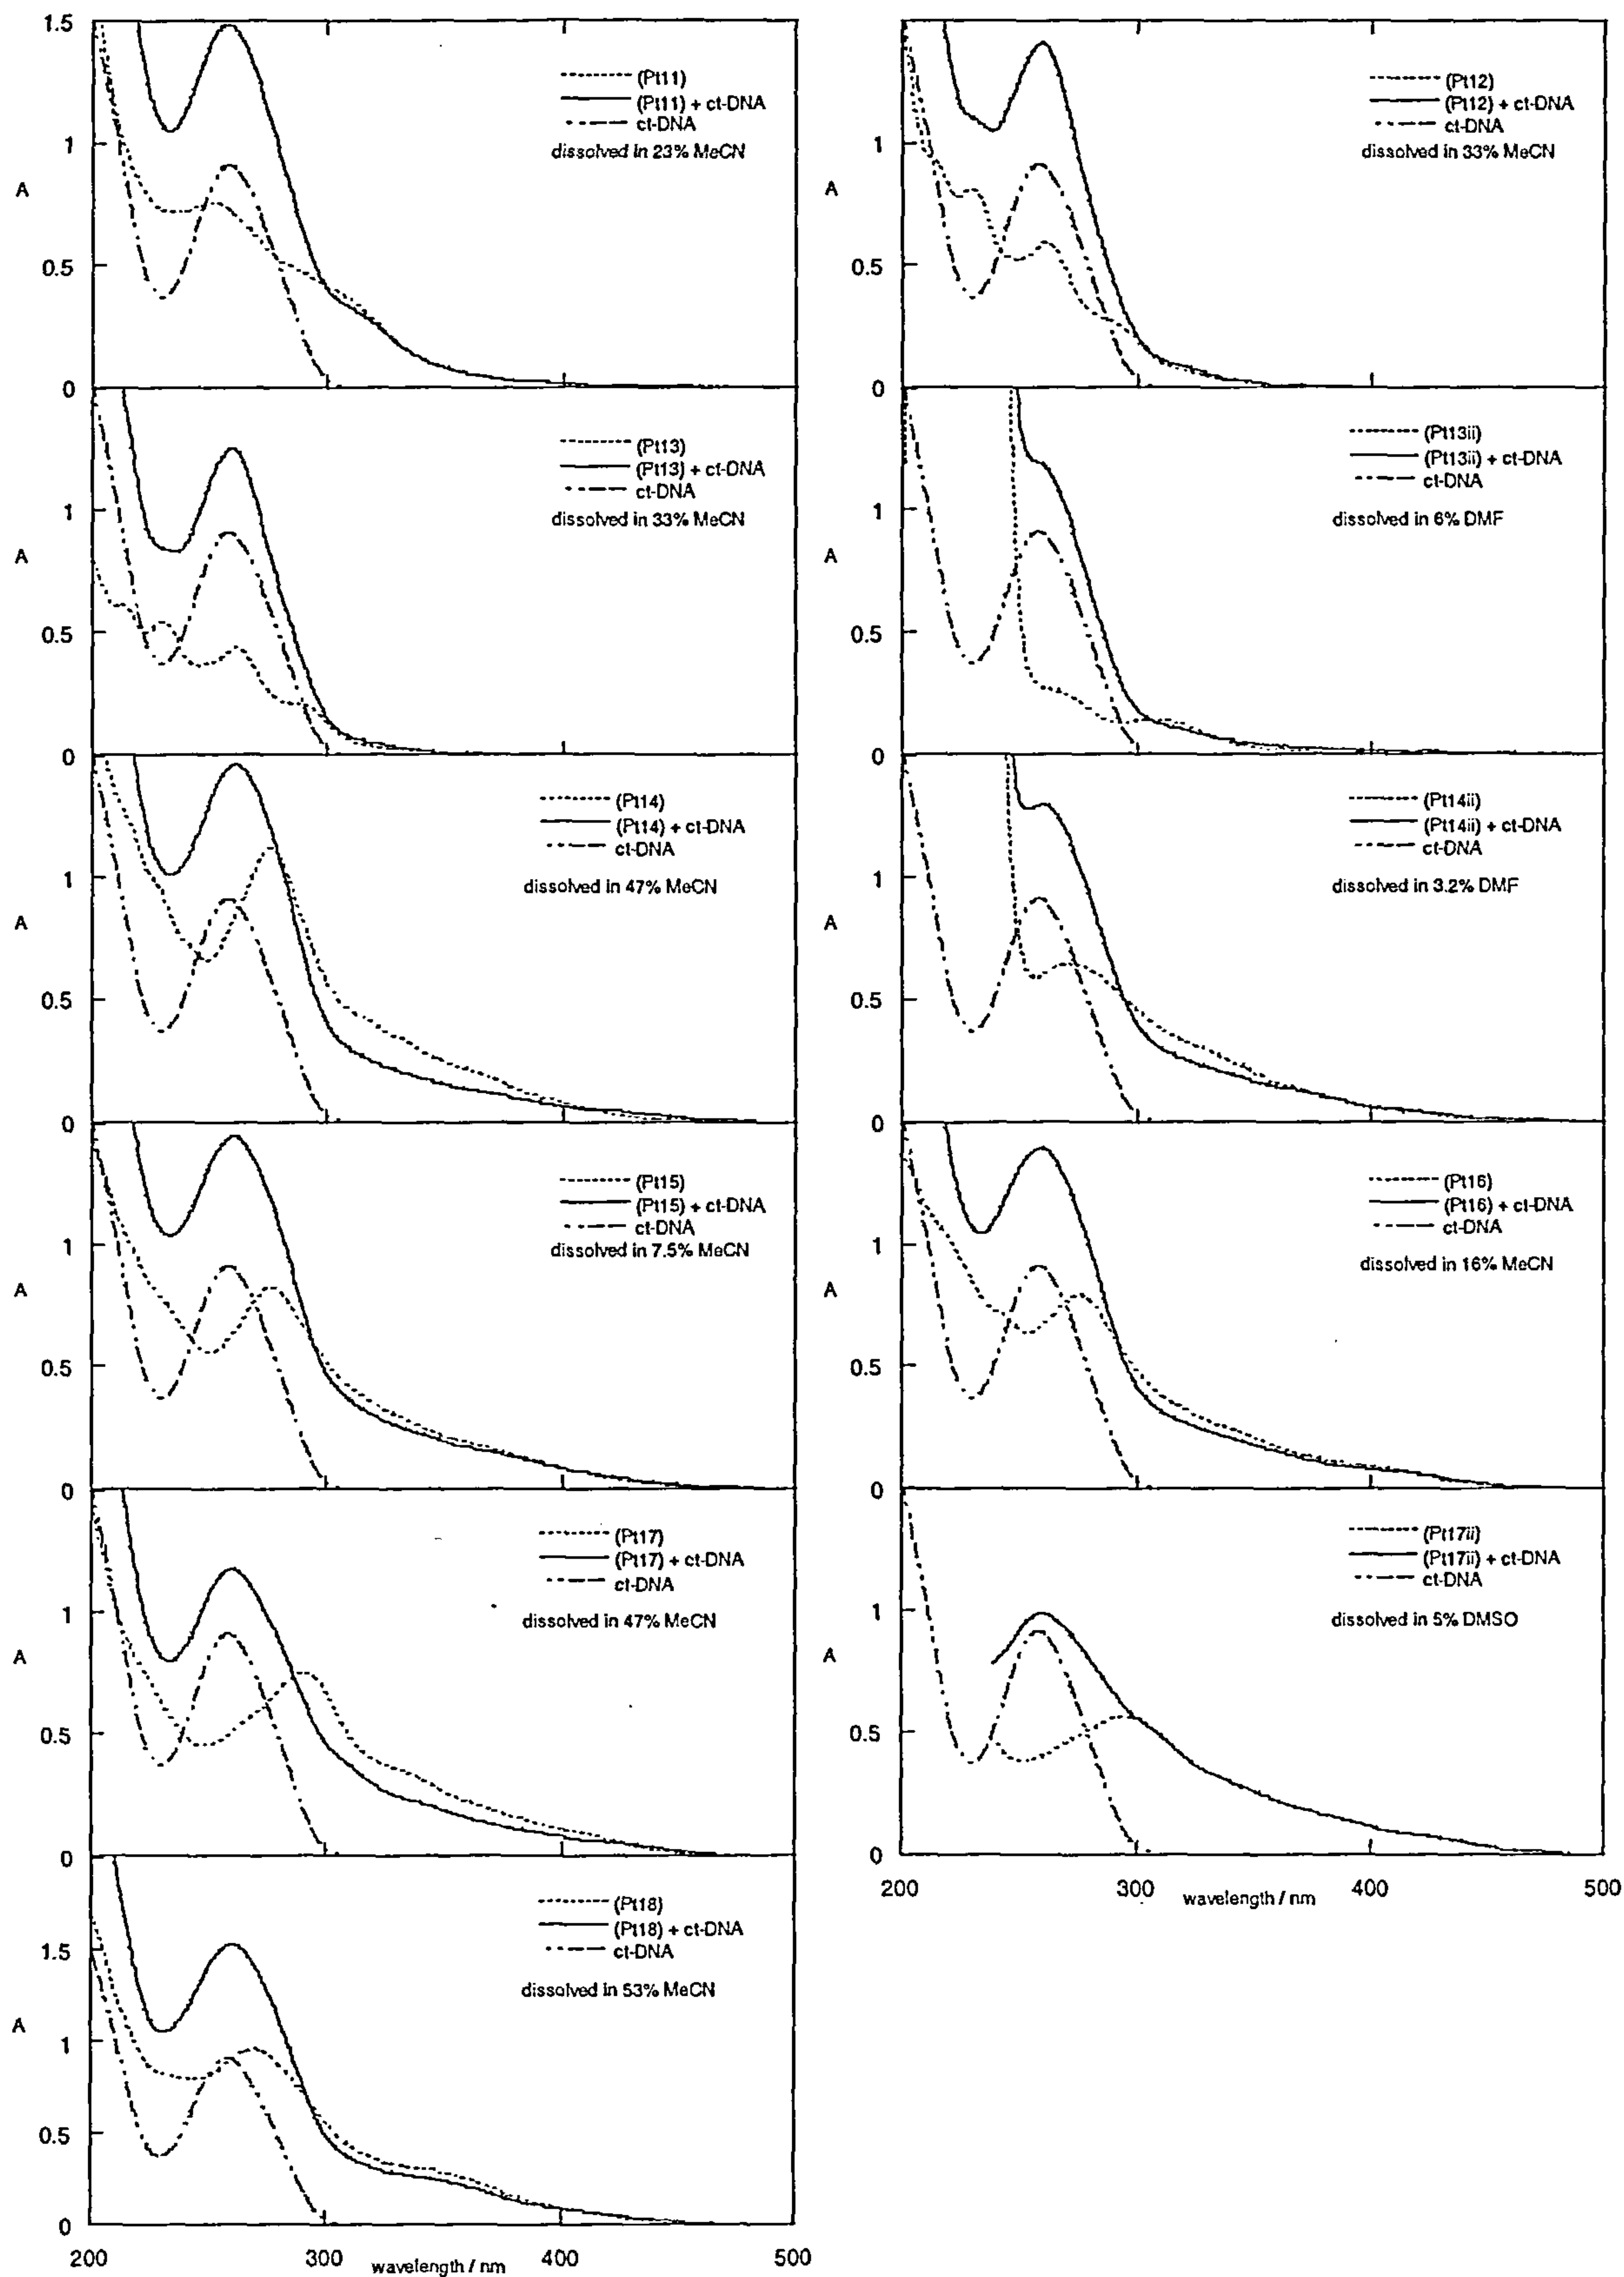 1.5
1
0.5
0
A
(Pt11)
(Pt11) + ct-DNA
ct-DNA
dissolved in 23% MeCN
1
0.5
0
A
(Pt12)
(Pt12) + ct-DNA
ct-DNA
dissolved in 33% MeCN
1
0.5
0
A
(Pt13)
(Pt13) + ct-DNA
ct-DNA
dissolved in 33% MeCN
1
0.5
0
A
(Pt13ii)
(Pt13ii) + ct-DNA
ct-DNA
dissolved in 6% DMF
1
0.5
0
A
(Pt14)
(Pt14) + ct-DNA
ct-DNA
dissolved in 47% MeCN
1
0.5
0
A
(Pt14ii)
(Pt14ii) + ct-DNA
ct-DNA
dissolved in 3.2% DMF
1
0.5
0
A
(Pt15)
(Pt15) + ct-DNA
ct-DNA
dissolved in 7.5% MeCN
1
0.5
0
A
(Pt16)
(Pt16) + ct-DNA
ct-DNA
dissolved in 16% MeCN
1
0.5
0
A
(Pt17)
(Pt17) + ct-DNA
ct-DNA
dissolved in 47% MeCN
1
0.5
0
A
(Pt17ii)
(Pt17ii) + ct-DNA
ct-DNA
dissolved in 5% DMSO
200 300 400 500
wavelength / nm
1.5
1
0.5
0
A
(Pt18)
(Pt18) + ct-DNA
ct-DNA
dissolved in 53% MeCN
200 300 400 500
wavelength / nm